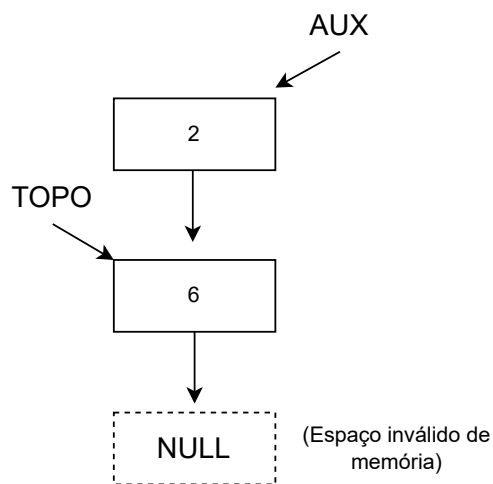 AUX
2
TOPO
6
NULL
(Espaço inválido de
memória)